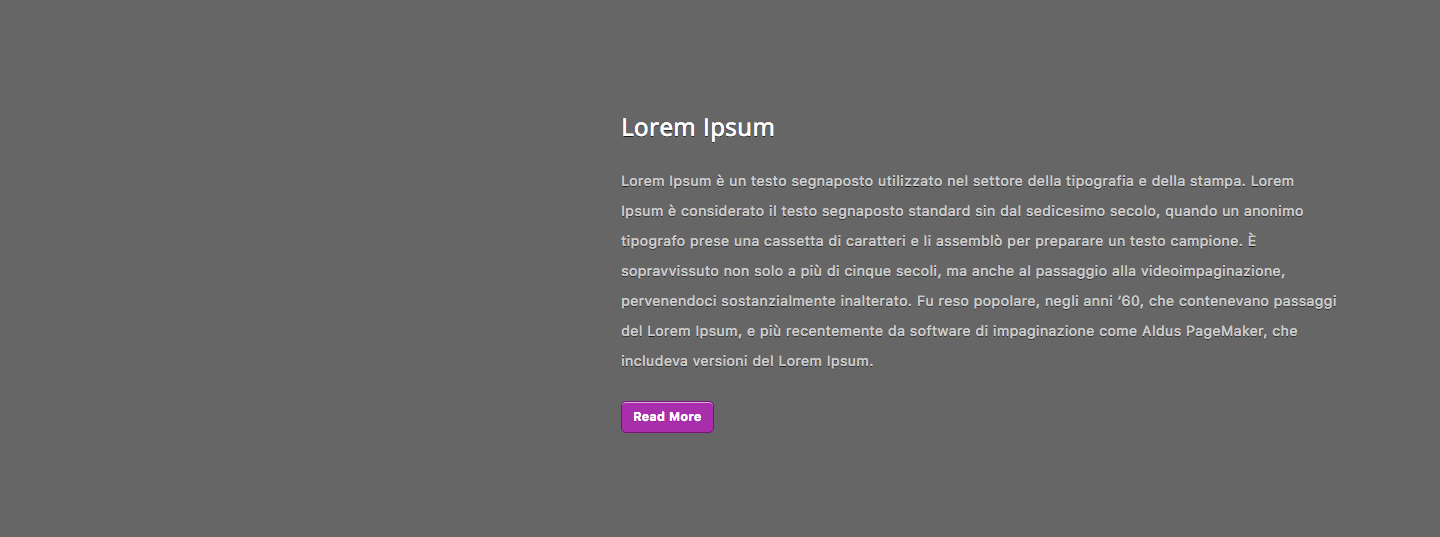 Lorem Ipsum
Lorem Ipsum è un testo segnaposto utilizzato nel settore della tipografia e della stampa. Lorem
Ipsum è considerato il testo segnaposto standard sin dal sedicesimo secolo, quando un anonimo
tipografo prese una cassetta di caratteri e li assemblò per preparare un testo campione. È
sopravvissuto non solo a più di cinque secoli, ma anche al passaggio alla videoimpaginazione,
pervenendoci sostanzialmente inalterato. Fu reso popolare, negli anni ’60, che contenevano passaggi
del Lorem Ipsum, e più recentemente da software di impaginazione come Aldus PageMaker, che
includeva versioni del Lorem Ipsum.
Read More